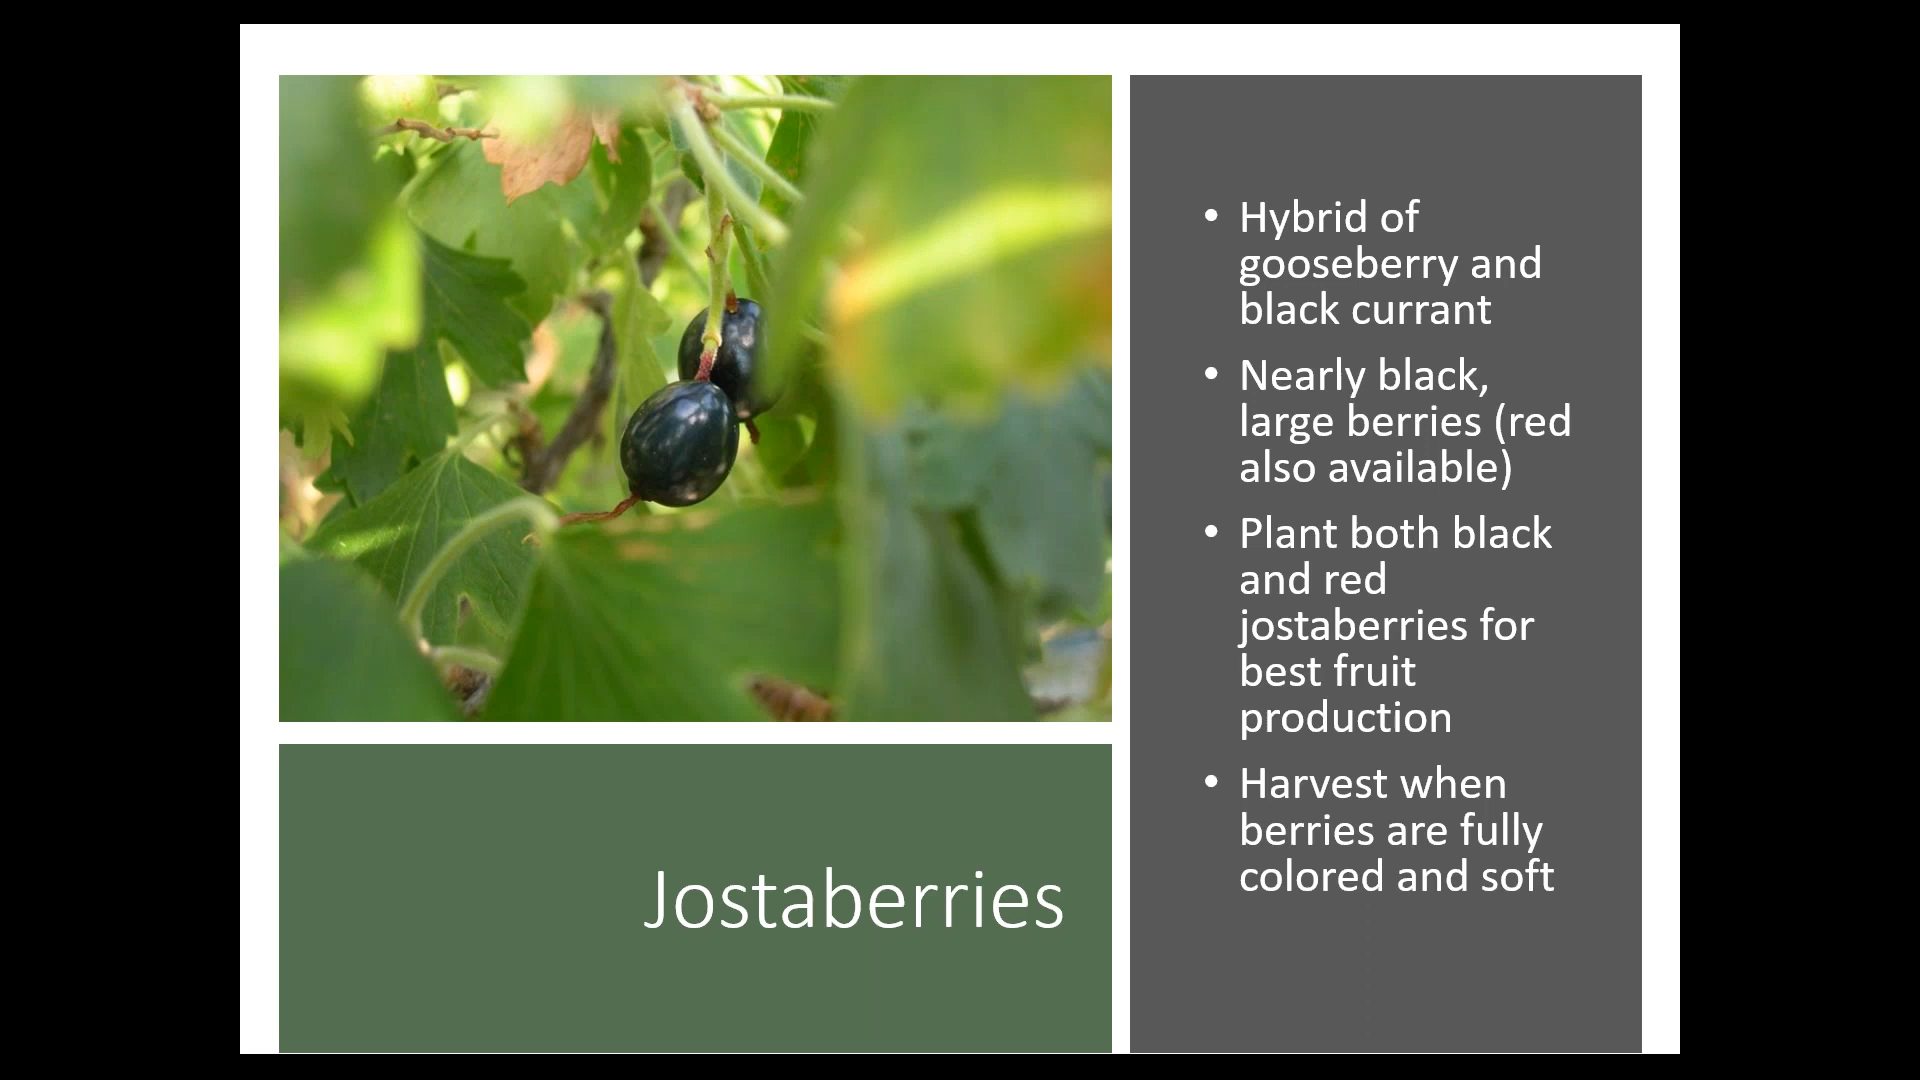 Jostaberries
• Hybrid of
gooseberry and
black currant
• Nearly black,
large berries (red
also available)
• Plant both black
and red
jostaberries for
best fruit
production
• Harvest when
berries are fully
colored and soft